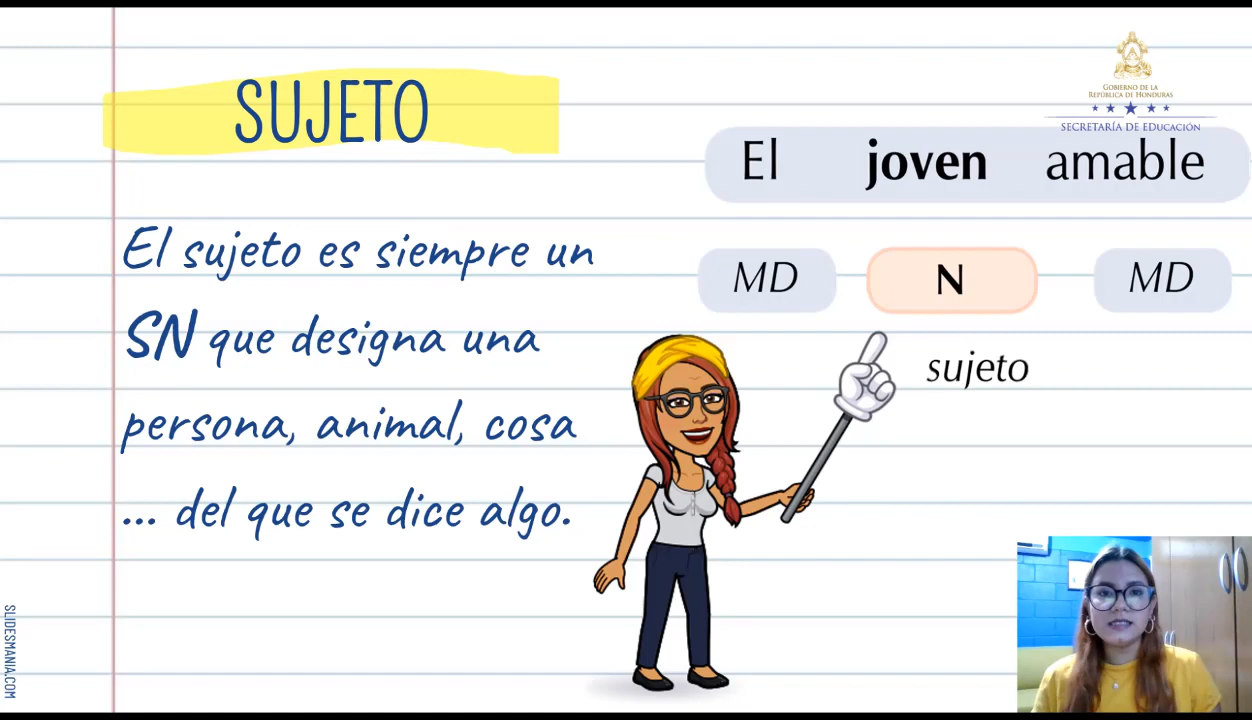 SUJETO
El sujeto es siempre un
SN que designa una
persona, animal, cosa
... del que se dice algo.
GOBIERNO DE LA
REPÚBLICA DE HONDURAS
SECRETARÍA DE EDUCACIÓN
El joven amable
MD N MD
sujeto
SLIDESMANIA.COM